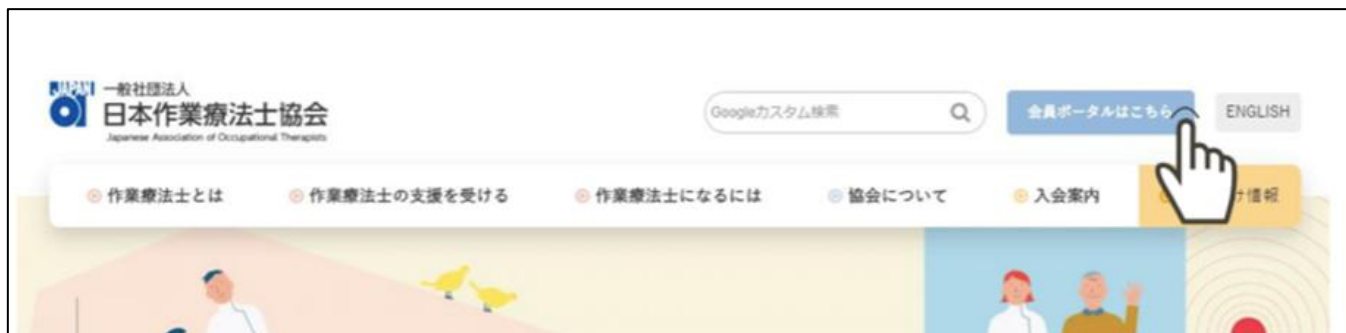 JAPAN
一般社団法人
日本作業療法士協会
Japanese Association of Occupational Therapists
Googleカスタム検索
会員ポータルはこちら
ENGLISH
作業療法士とは
作業療法士の支援を受ける
作業療法士になるには
協会について
入会案内
け情報